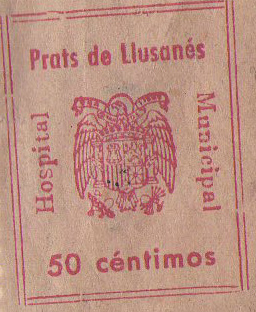 Prats de Llusanés
Hospital
Municipal
50 céntimos